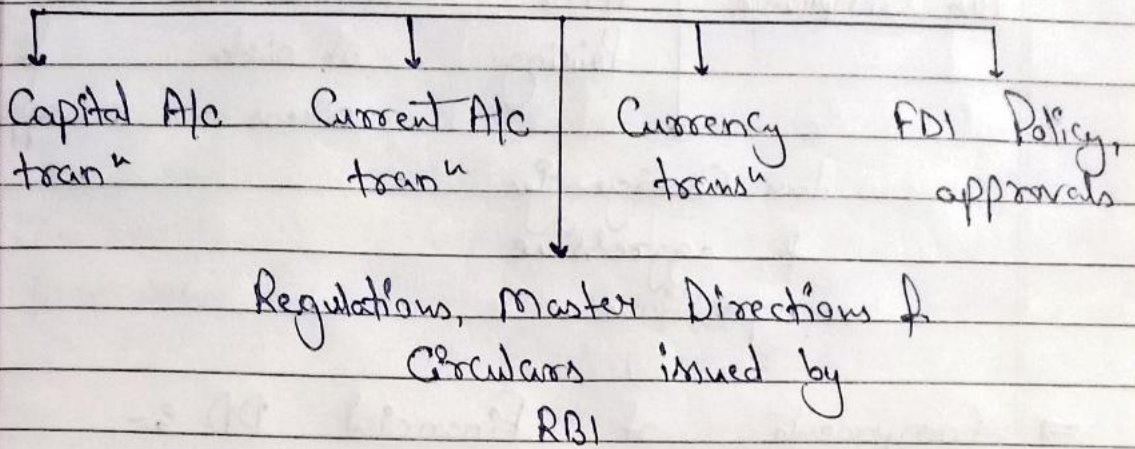 Capital A/c Current A/c Currency FDI Policy,
tranⁿ tranⁿ transⁿ approvals
Regulations, Master Directions &
Circulars issued by
RBI